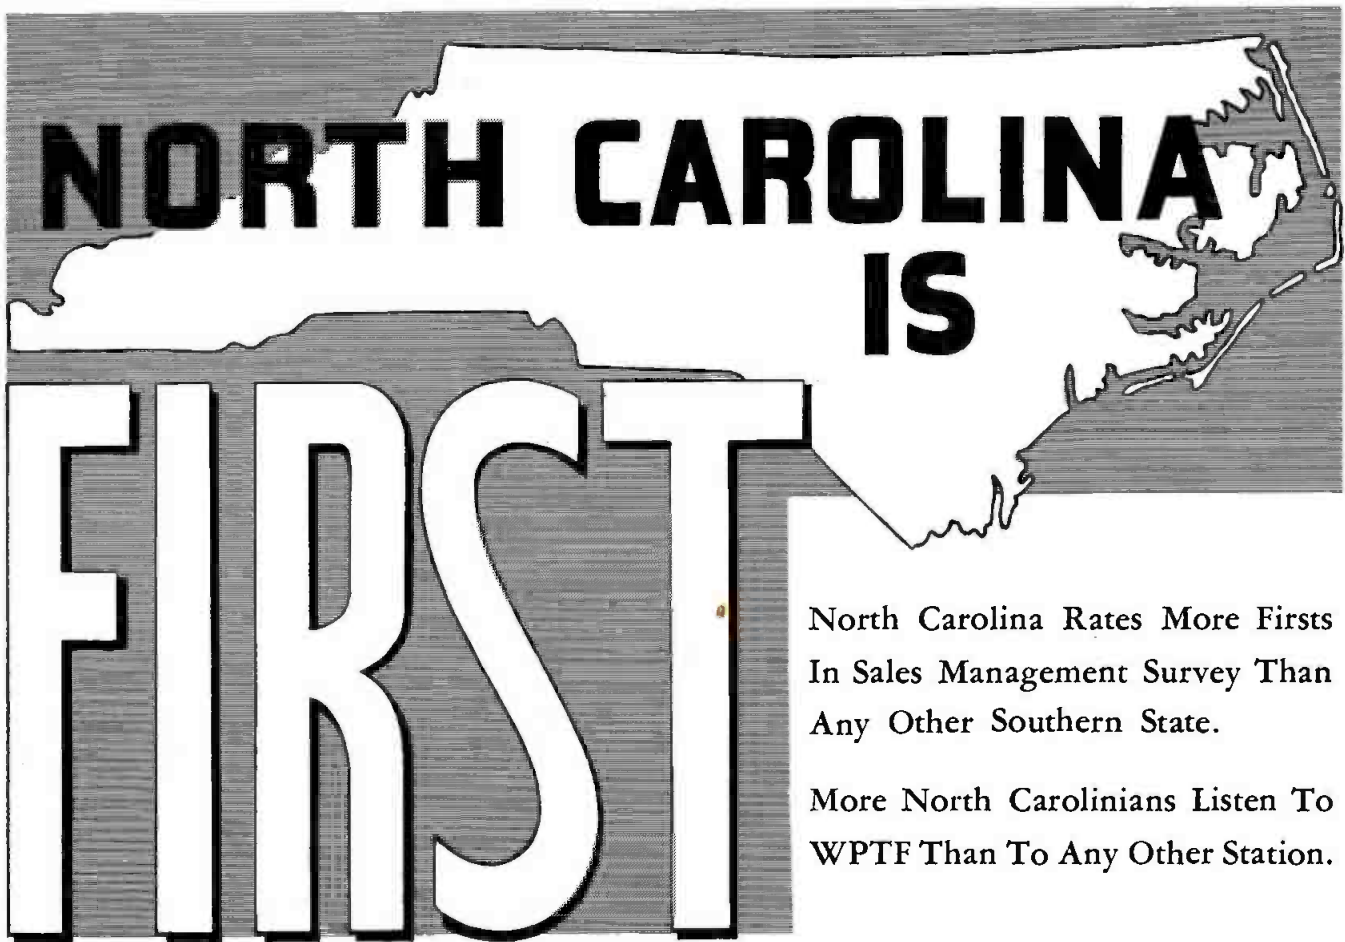 NORTH CAROLINA
IS
FIRST
North Carolina Rates More Firsts
In Sales Management Survey Than
Any Other Southern State.
More North Carolinians Listen To
WPTF Than To Any Other Station.